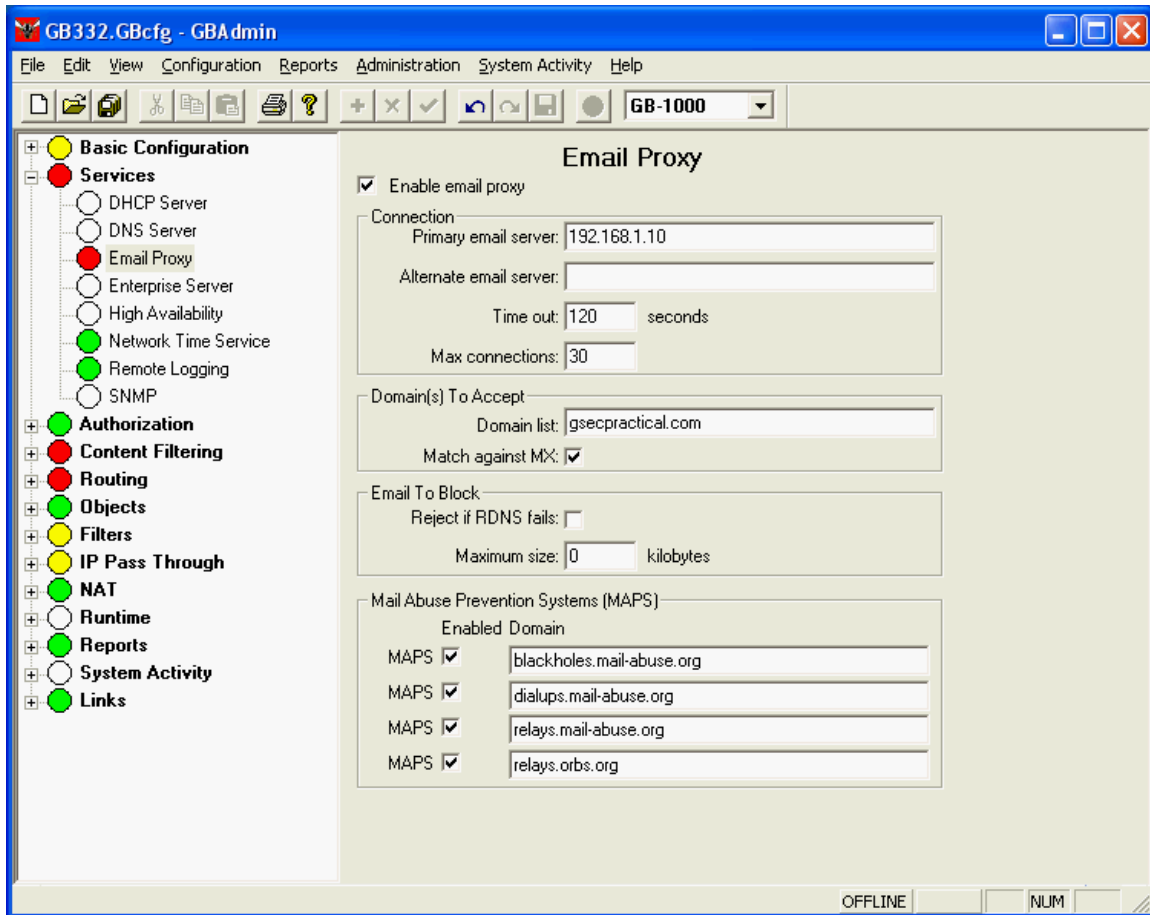 GB332.GBcfg - GBAdmin
File Edit View Configuration Reports Administration System Activity Help
GB-1000
Basic Configuration
Services
DHCP Server
DNS Server
Email Proxy
Enterprise Server
High Availability
Network Time Service
Remote Logging
SNMP
Authorization
Content Filtering
Routing
Objects
Filters
IP Pass Through
NAT
Runtime
Reports
System Activity
Links
Email Proxy
Enable email proxy
Connection
Primary email server: 192.168.1.10
Alternate email server:
Time out: 120 seconds
Max connections: 30
Domain(s) To Accept
Domain list: gsecpractical.com
Match against MX:
Email To Block
Reject if RDNS fails:
Maximum size: 0 kilobytes
Mail Abuse Prevention Systems (MAPS)
Enabled Domain
MAPS blackholes.mail-abuse.org
MAPS dialups.mail-abuse.org
MAPS relays.mail-abuse.org
MAPS relays.orbs.org
OFFLINE NUM